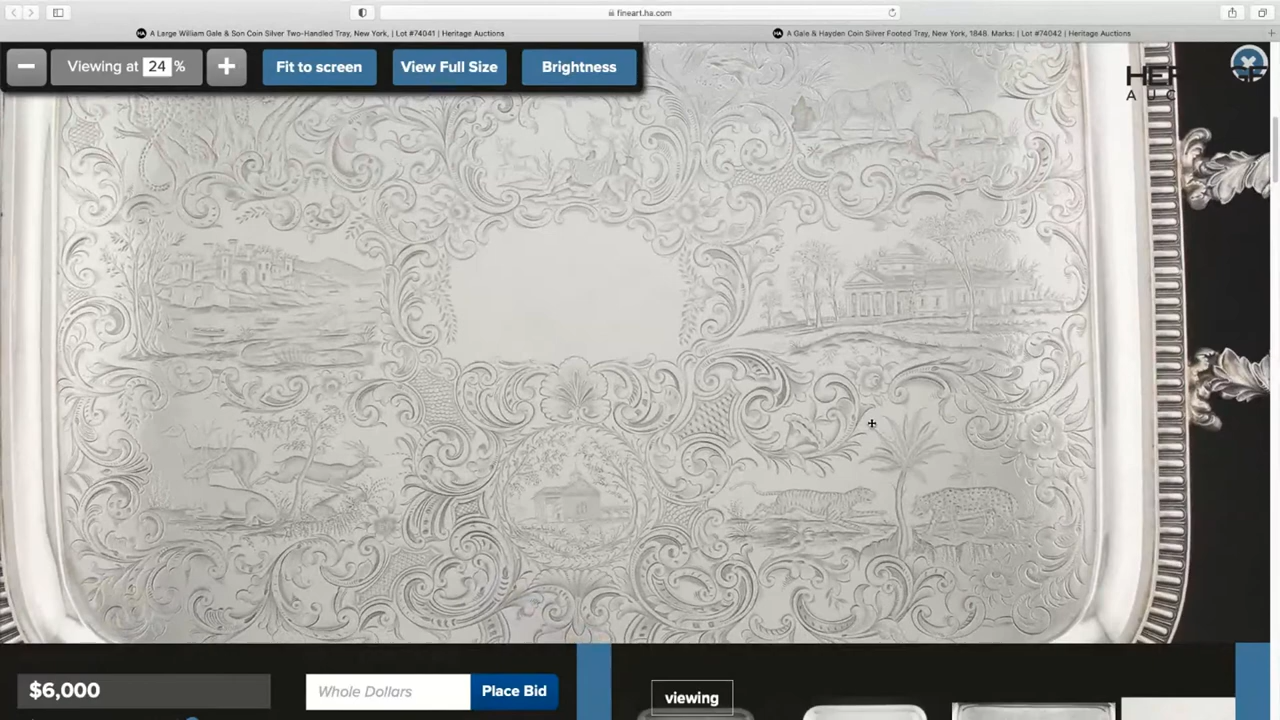 fineart.ha.com
A Large William Gale & Son Coin Silver Two-Handled Tray, New York, | Lot #74041 | Heritage Auctions
A Gale & Hayden Coin Silver Footed Tray, New York, 1848. Marks: | Lot #74042 | Heritage Auctions
Viewing at 24 %
Fit to screen
View Full Size
Brightness
$6,000
Whole Dollars
Place Bid
viewing